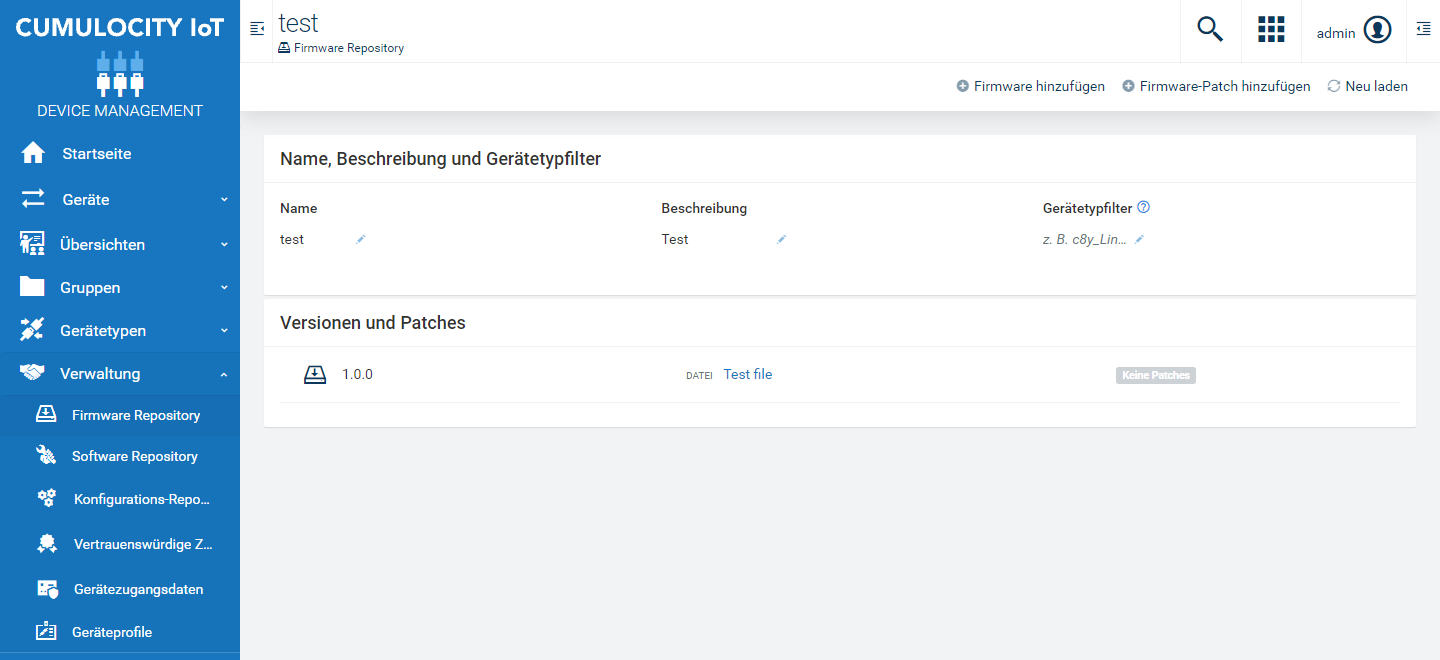 CUMULOCITY IoT
DEVICE MANAGEMENT
Startseite
Geräte
Übersichten
Gruppen
Gerätetypen
Verwaltung
Firmware Repository
Software Repository
Konfigurations-Repo...
Vertrauenswürdige Z...
Gerätezugangsdaten
Geräteprofile
test
Firmware Repository
admin
Firmware hinzufügen
Firmware-Patch hinzufügen
Neu laden
Name, Beschreibung und Gerätetypfilter
Name
Beschreibung
Gerätetypfilter
test
Test
z. B. c8y_Lin...
Versionen und Patches
1.0.0
DATEI Test file
Keine Patches